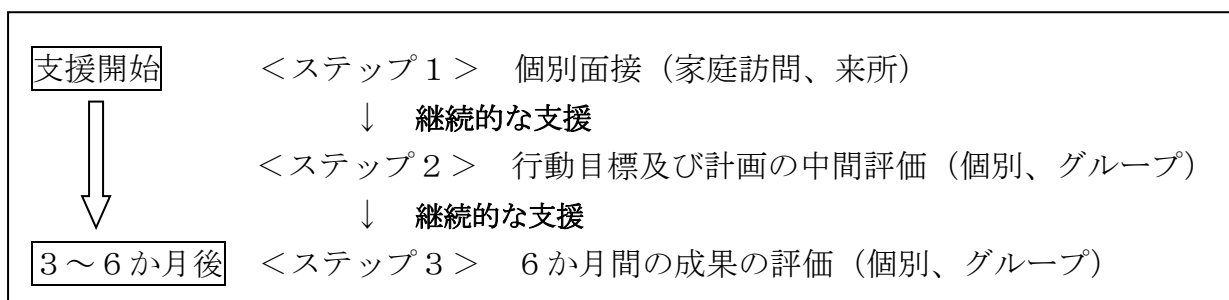 支援開始 <ステップ1> 個別面接(家庭訪問、来所)
↓ 継続的な支援
<ステップ2> 行動目標及び計画の中間評価(個別、グループ)
↓ 継続的な支援
3~6か月後 <ステップ3> 6か月間の成果の評価(個別、グループ)